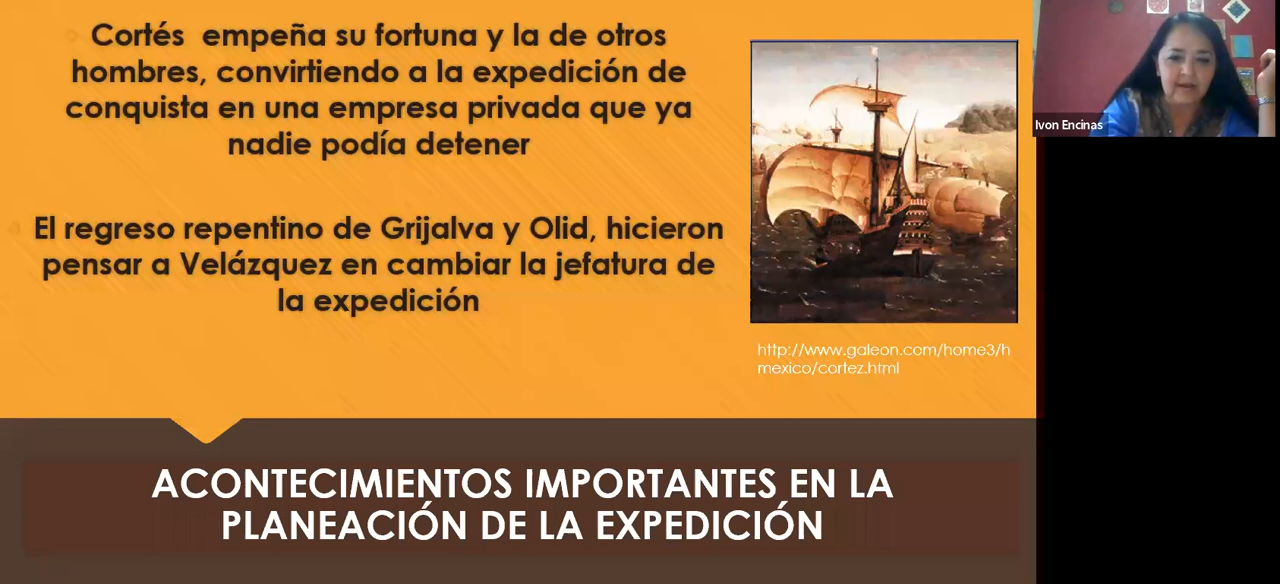 Cortés empeña su fortuna y la de otros
hombres, convirtiendo a la expedición de
conquista en una empresa privada que ya
nadie podía detener
El regreso repentino de Grijalva y Olid, hicieron
pensar a Velázquez en cambiar la jefatura de
la expedición
http://www.galeon.com/home3/h
mexico/cortez.html
ACONTECIMIENTOS IMPORTANTES EN LA
PLANEACIÓN DE LA EXPEDICIÓN
Ivon Encinas